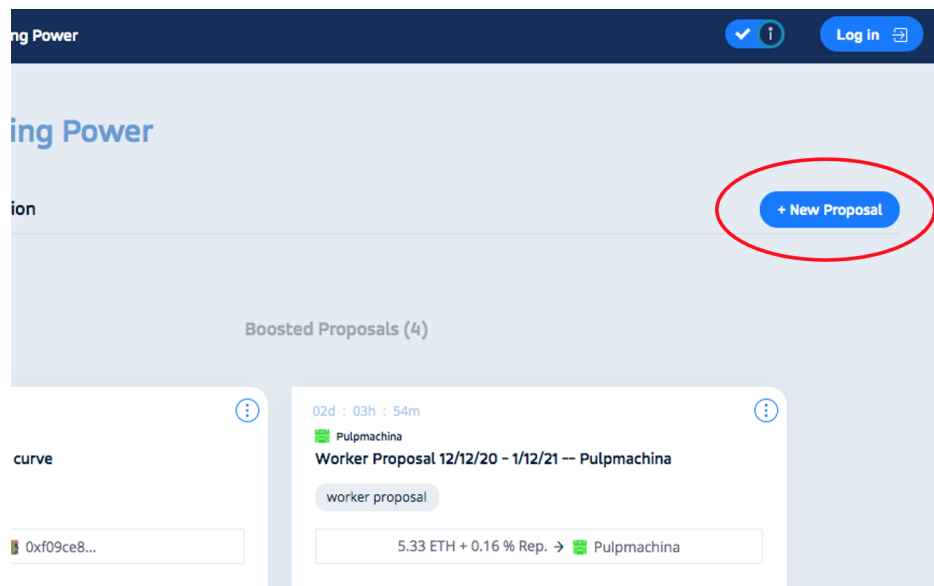 ng Power
i
Log in
ing Power
ion
+ New Proposal
Boosted Proposals (4)
02d : 03h : 54m
Pulpmachina
curve
Worker Proposal 12/12/20 - 1/12/21 -- Pulpmachina
worker proposal
0xf09ce8...
5.33 ETH + 0.16 % Rep. → Pulpmachina